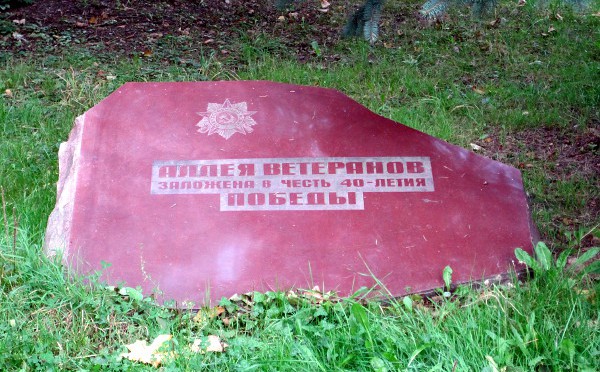 АЛЛЕЯ ВЕТЕРАНОВ
ЗАЛОЖЕНА В ЧЕСТЬ 40-ЛЕТИЯ
ПОБЕДЫ